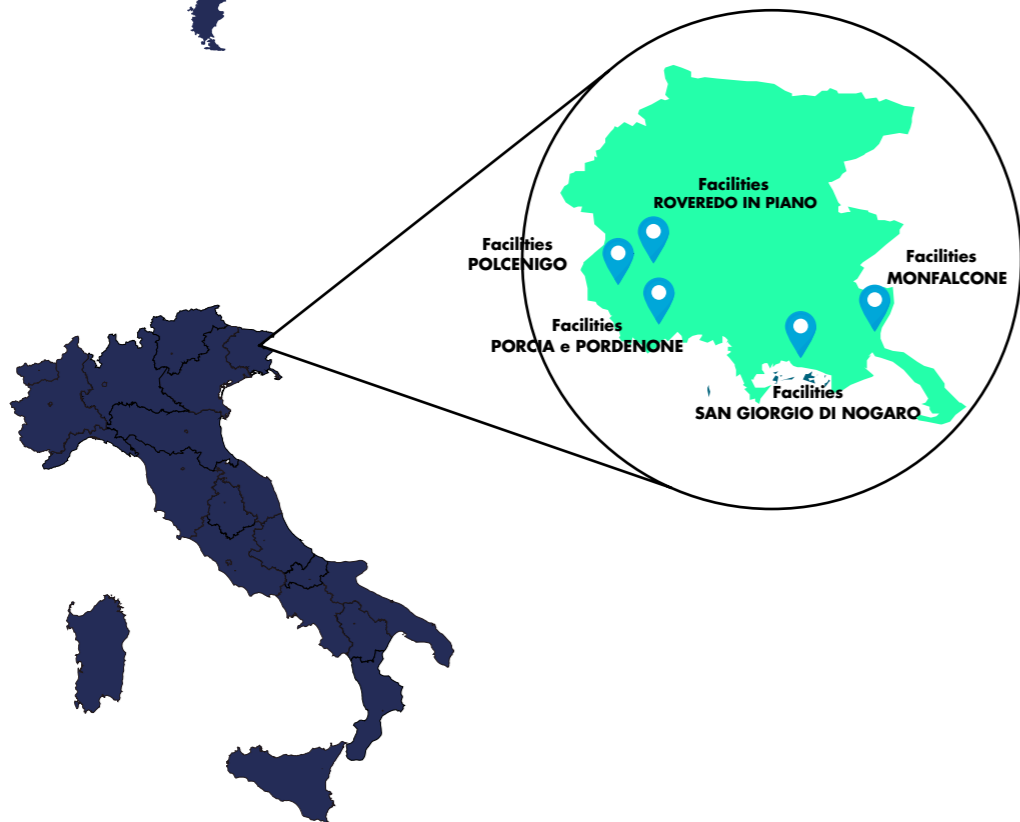 Facilities
ROVEREDO IN PIANO
Facilities
POLCENIGO
Facilities
MONFALCONE
Facilities
PORCIA e PORDENONE
Facilities
SAN GIORGIO DI NOGARO